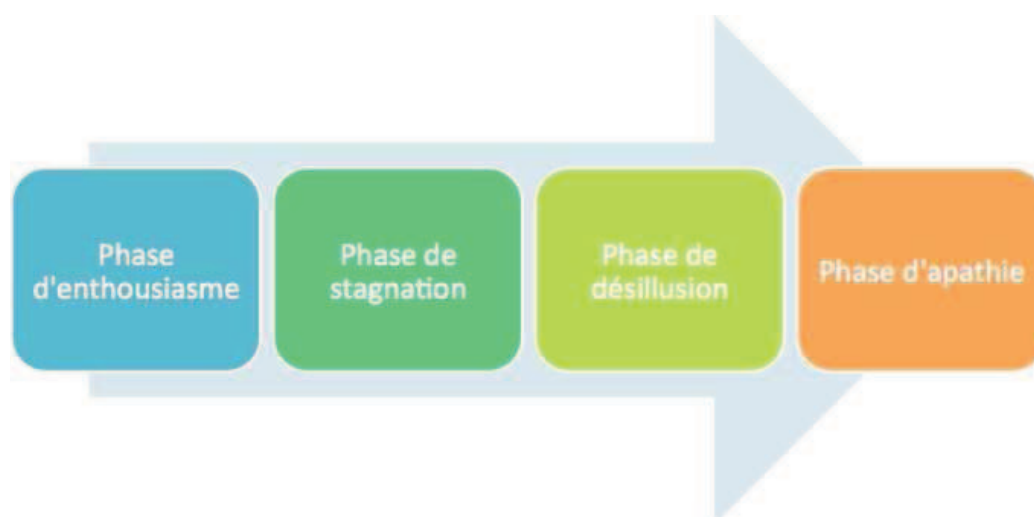 Phase
d'enthousiasme
Phase de
stagnation
Phase de
désillusion
Phase d'apathie